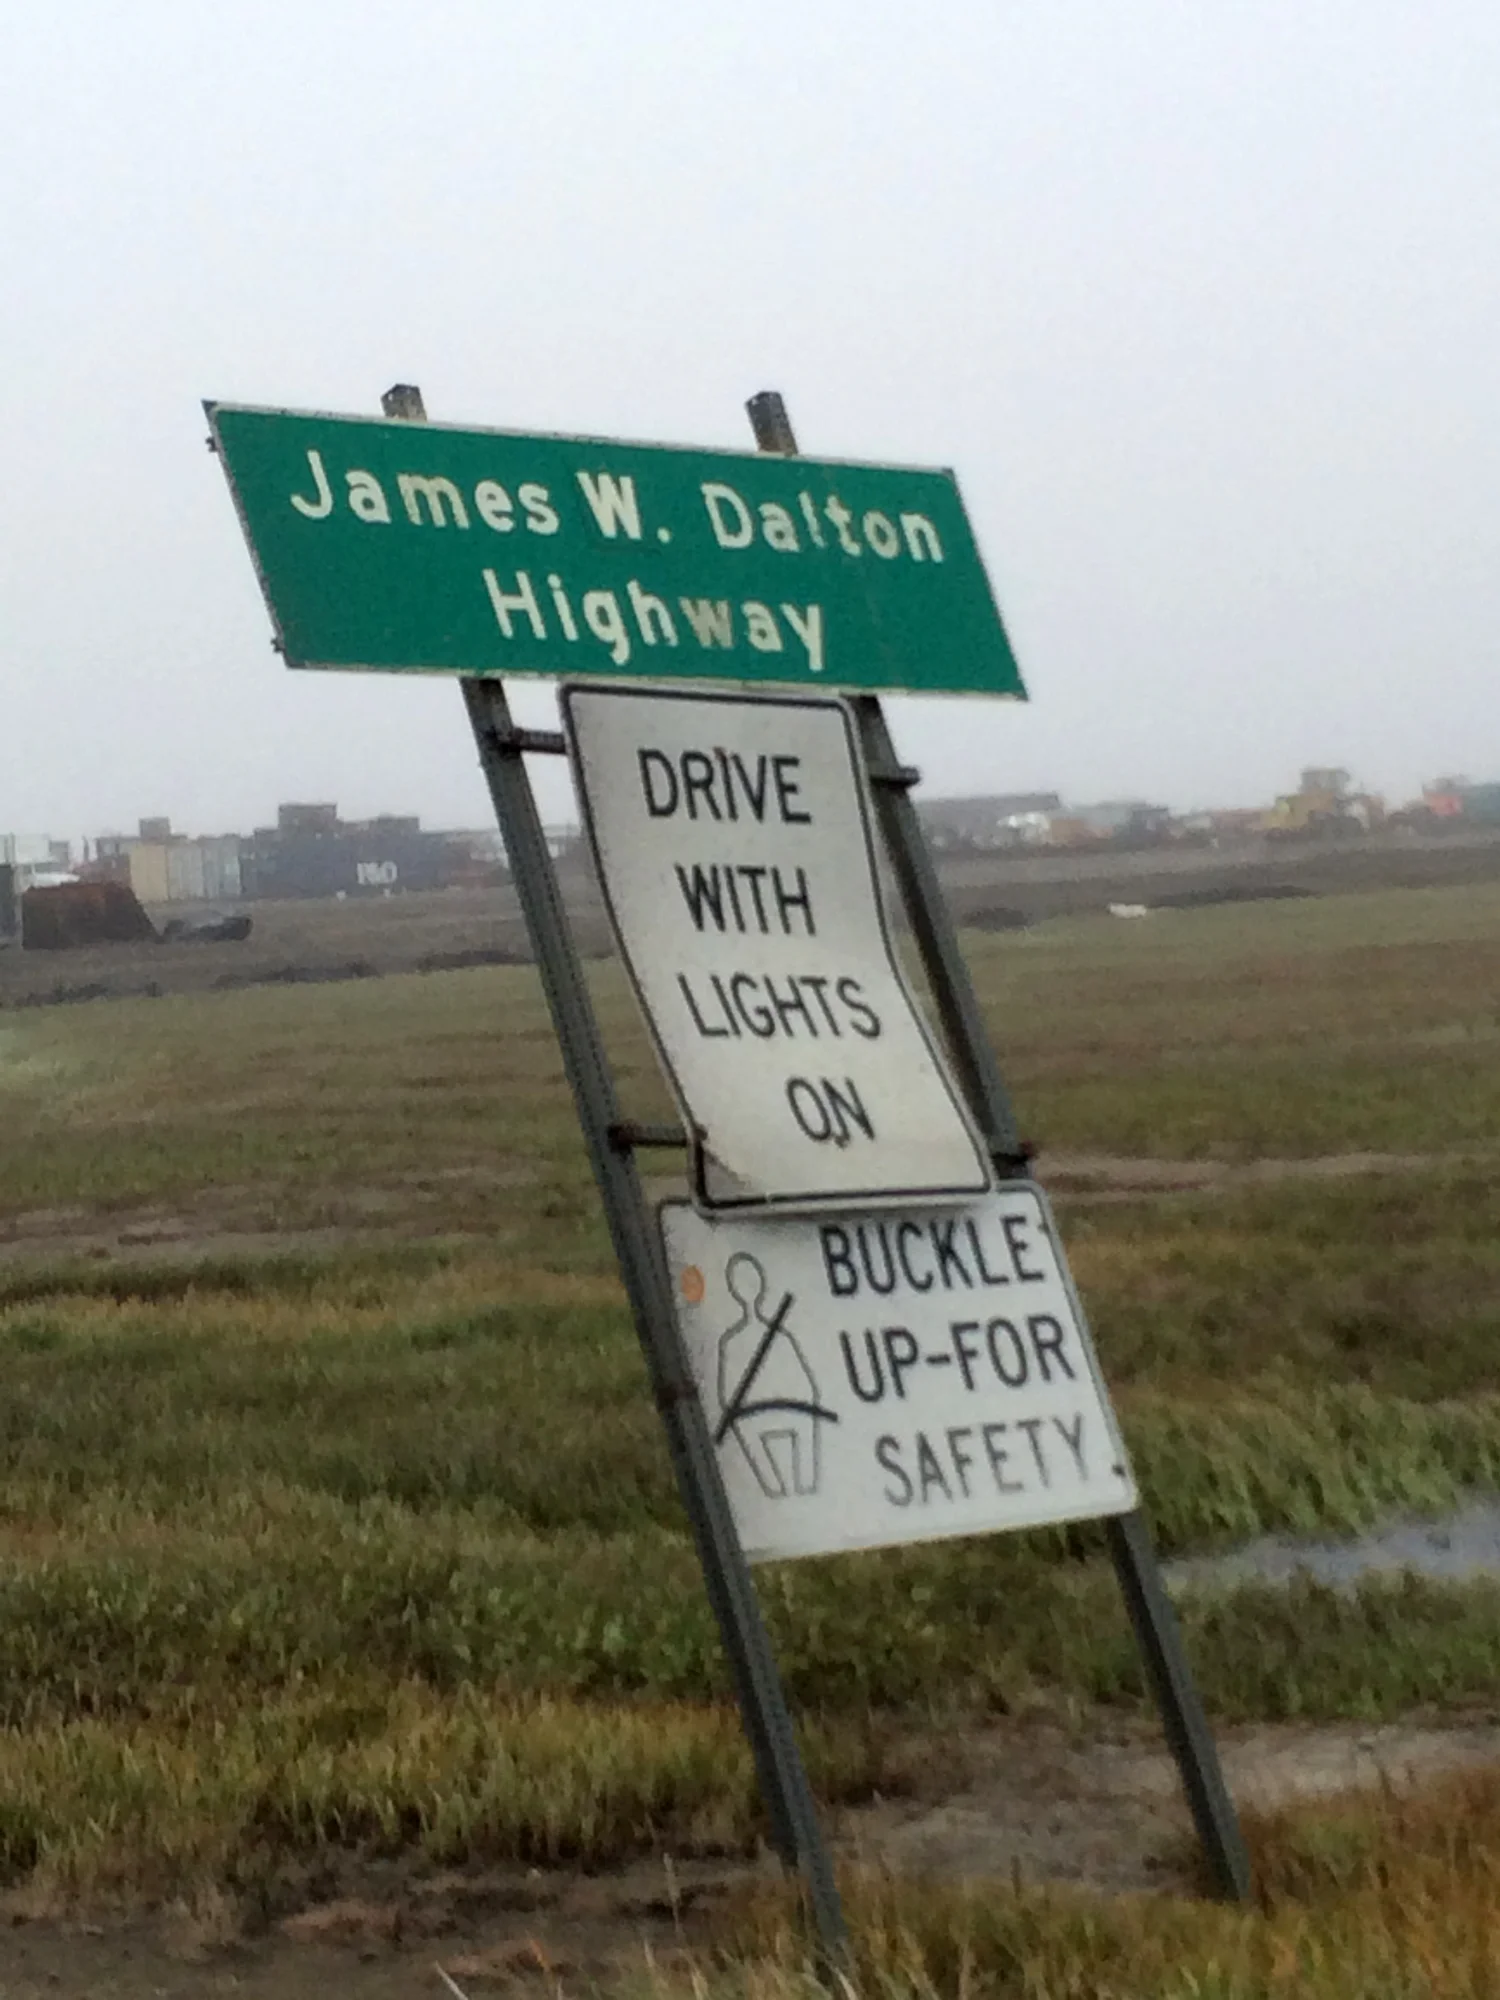 James W. Dalton
Highway
DRIVE
WITH
LIGHTS
ON
BUCKLE
UP-FOR
SAFETY
P&O